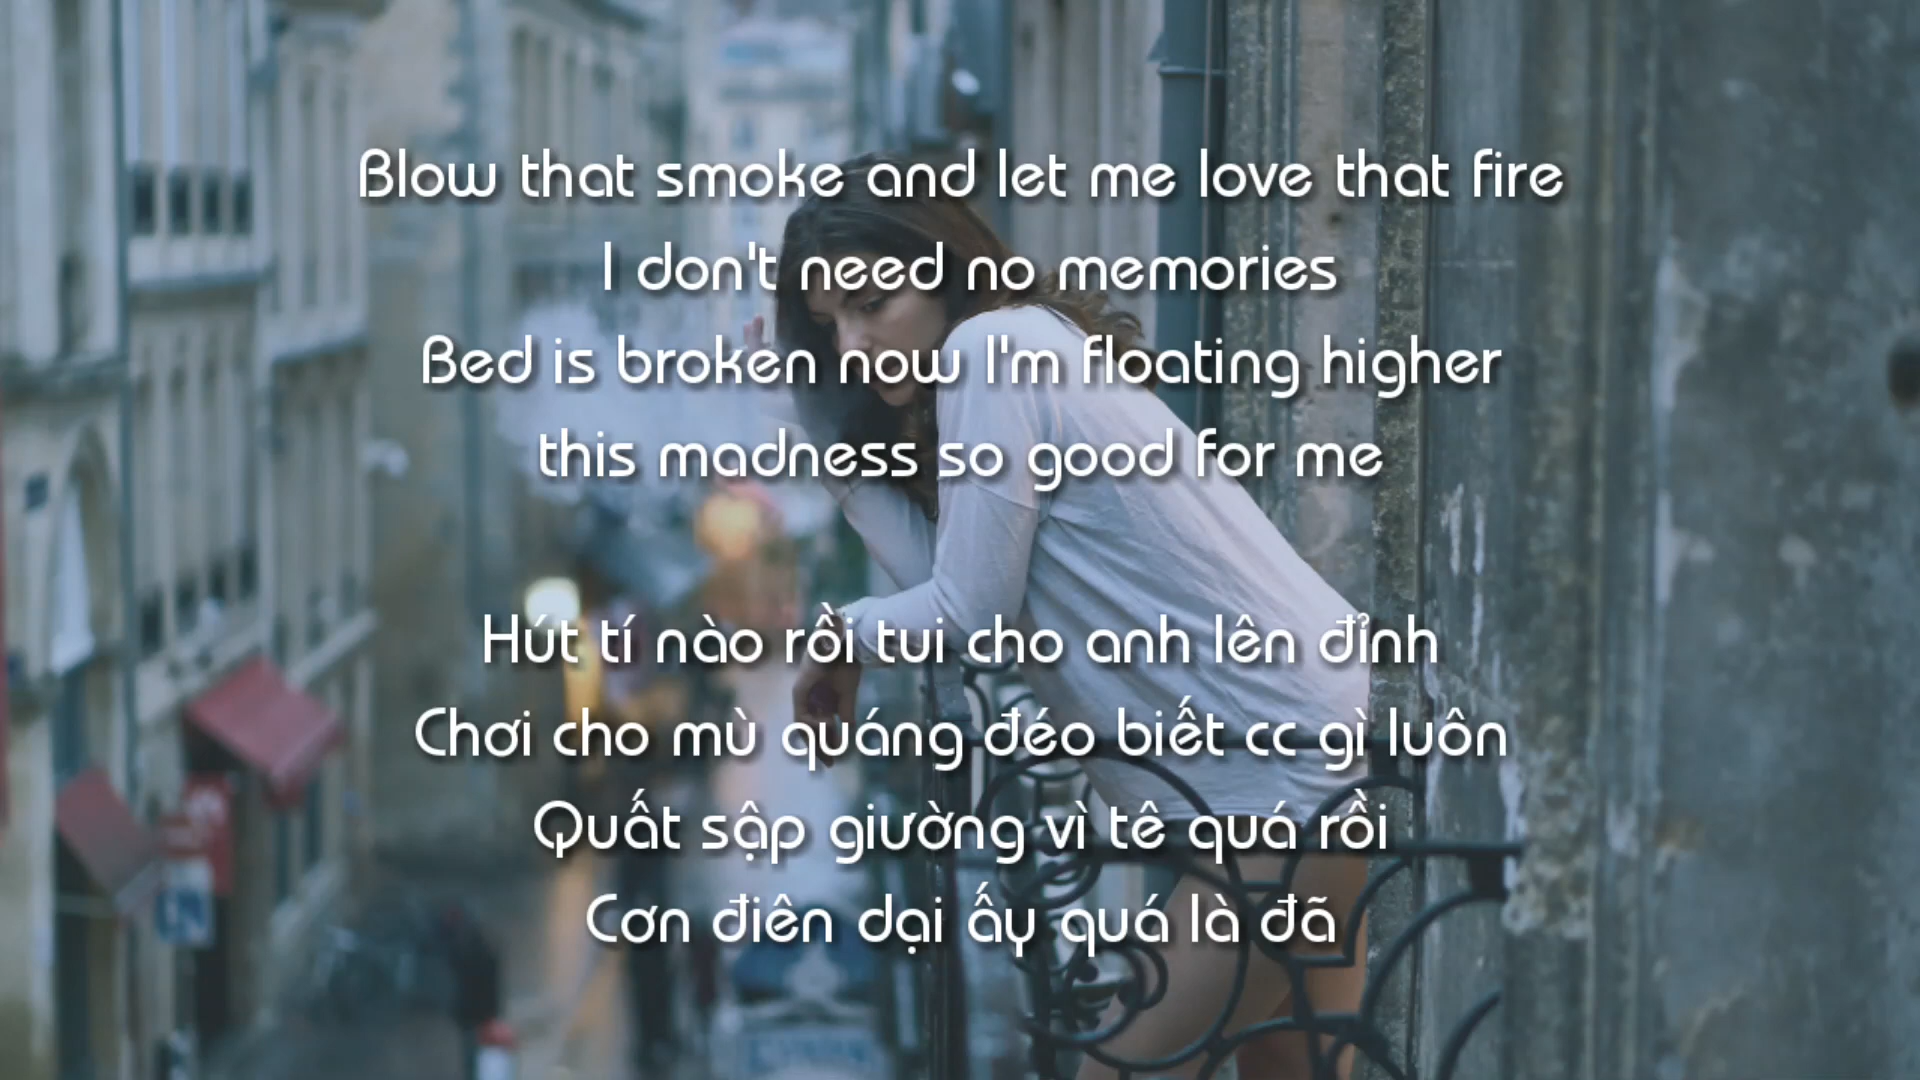 Blow that smoke and let me love that fire
I don't need no memories
Bed is broken now I'm floating higher
this madness so good for me
Hút tí nào rồi tui cho anh lên đỉnh
Chơi cho mù quáng đéo biết cc gì luôn
Quất sập giường vì tê quá rồi
Cơn điên dại ấy quá là đã